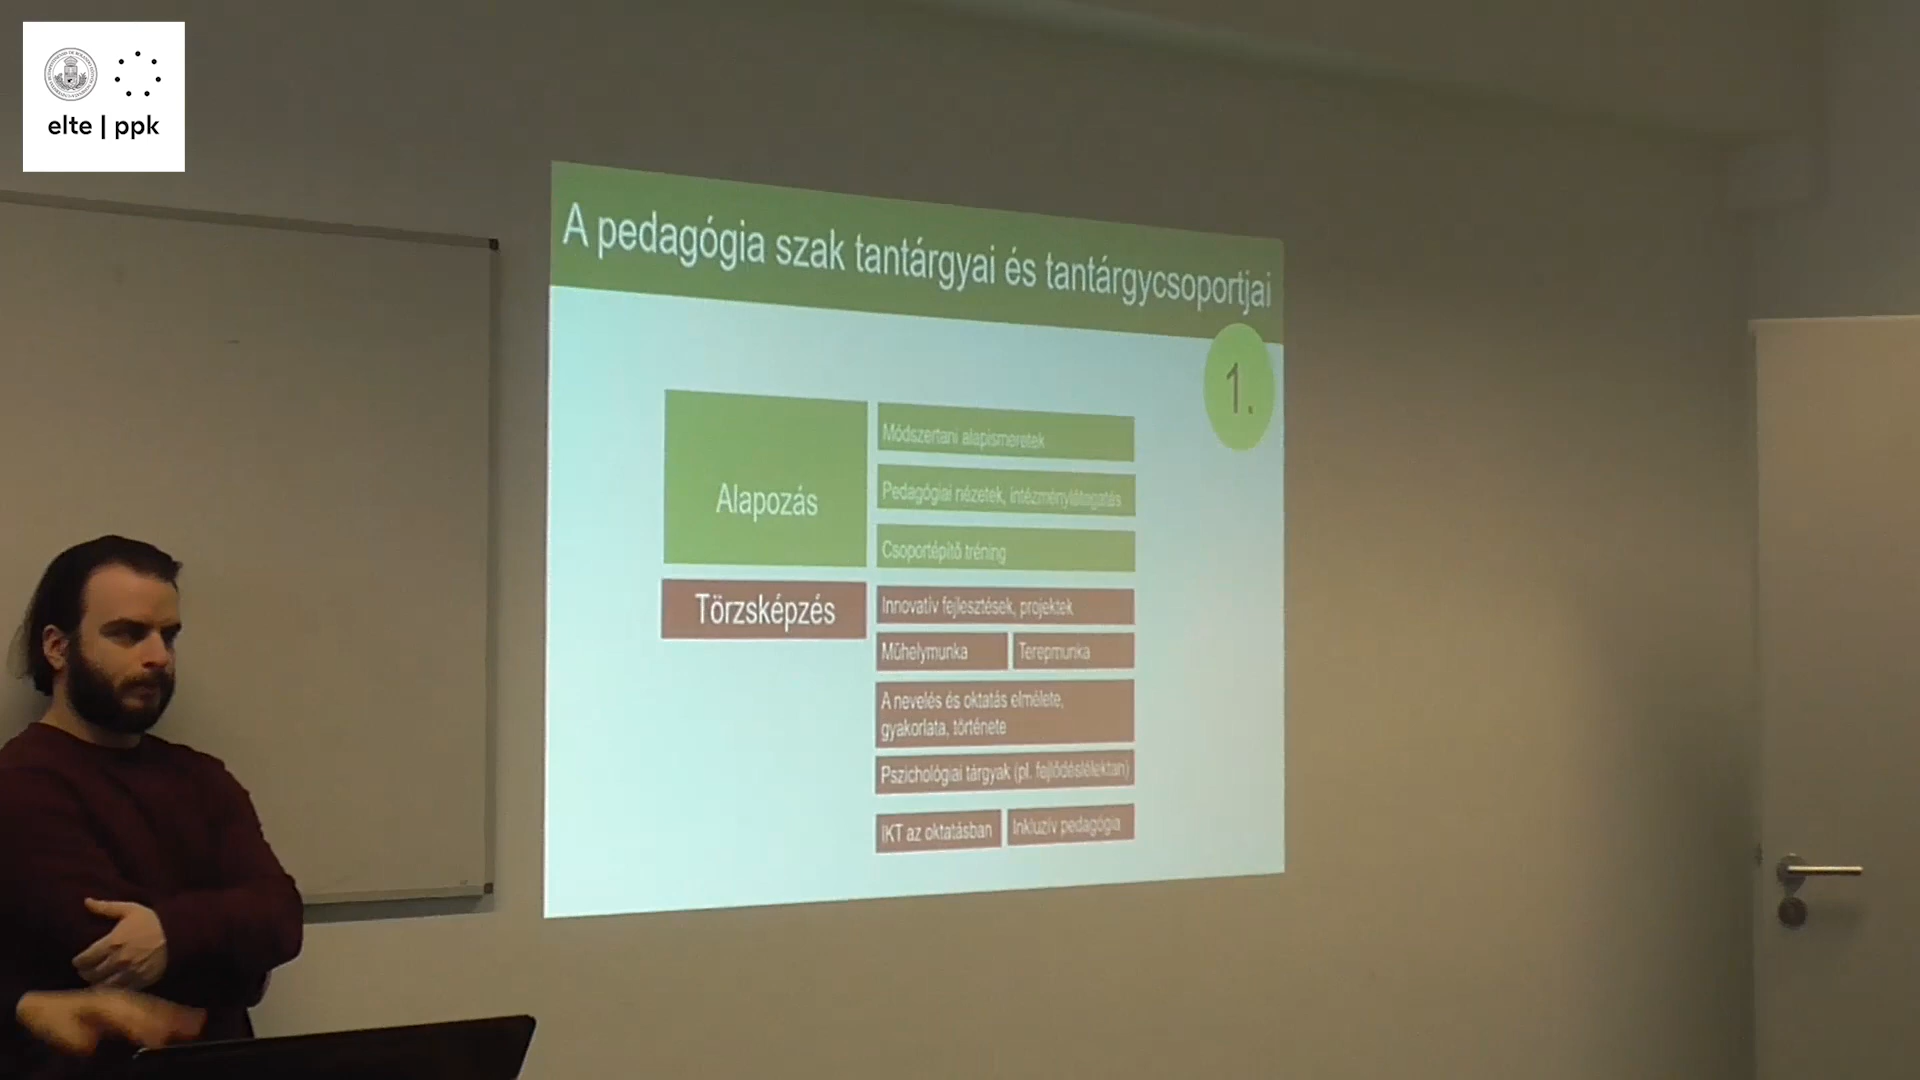 elte | ppk
A pedagógia szak tantárgyai és tantárgycsoportjai
1.
Alapozás
Módszertani alapismeretek
Pedagógiai nézetek, intézménylátogatás
Csoportépítő tréning
Törzsképzés
Innovatív fejlesztések, projektek
Műhelymunka
Terepmunka
A nevelés és oktatás elmélete,
gyakorlata, története
Pszichológiai tárgyak (pl. fejlődéslélektan)
IKT az oktatásban
Inkluzív pedagógia